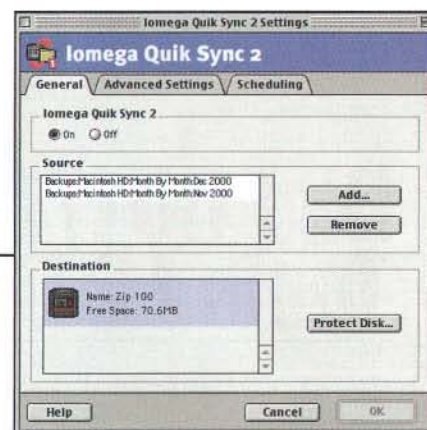 Iomega Quik Sync 2 Settings
Iomega Quik Sync 2
General
Advanced Settings
Scheduling
Iomega Quik Sync 2
On
Off
Source
Backups:Macintosh HD:Month By Month:Dec 2000
Backups:Macintosh HD:Month By Month:Nov 2000
Add...
Remove
Destination
Name: Zip 100
Free Space: 70.6MB
Protect Disk...
Help
Cancel
OK